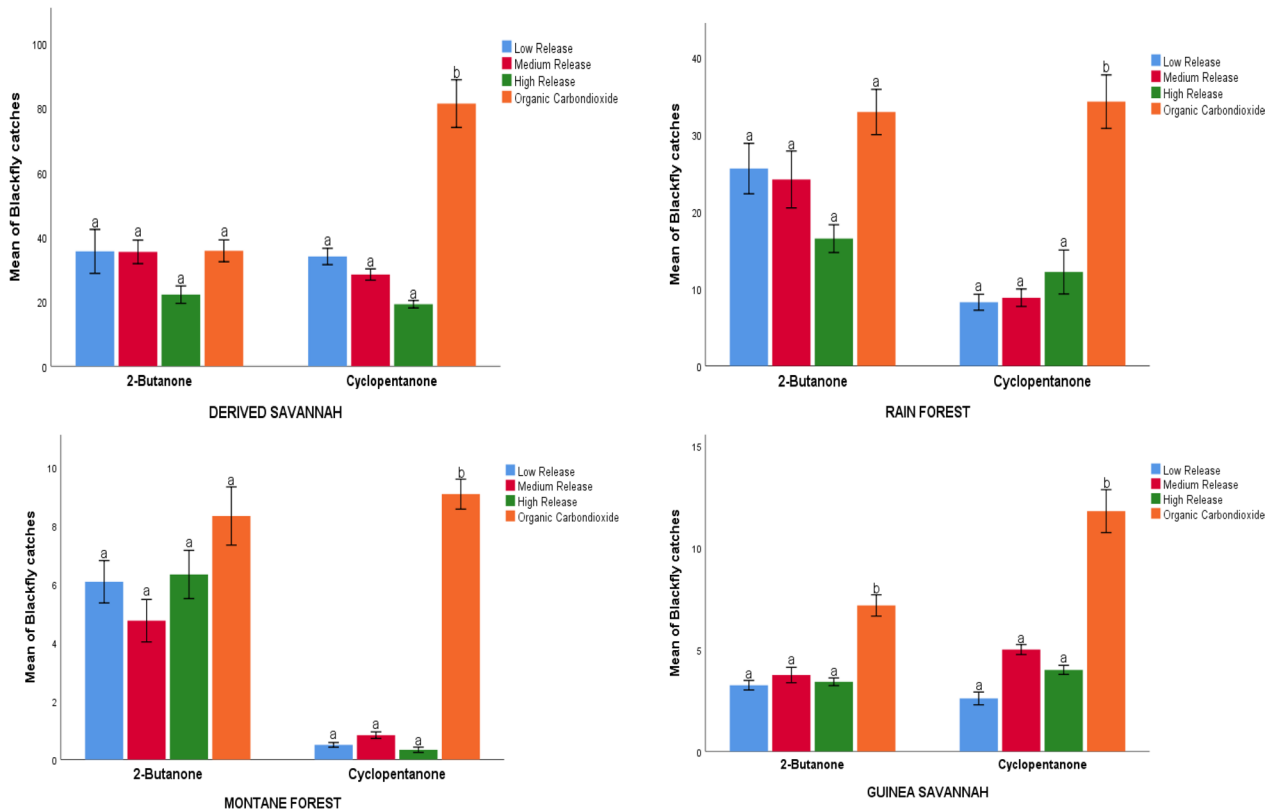 Mean of Blackfly catches
100
80
60
40
20
0
a
a
a
a
a
a
a
b
2-Butanone
Cyclopentanone
DERIVED SAVANNAH
Low Release
Medium Release
High Release
Organic Carbondioxide
Mean of Blackfly catches
40
30
20
10
0
a
a
a
a
a
a
a
b
2-Butanone
Cyclopentanone
RAIN FOREST
Low Release
Medium Release
High Release
Organic Carbondioxide
Mean of Blackfly catches
10
8
6
4
2
0
a
a
a
a
a
a
a
b
2-Butanone
Cyclopentanone
MONTANE FOREST
Low Release
Medium Release
High Release
Organic Carbondioxide
Mean of Blackfly catches
15
10
5
0
a
a
a
b
a
a
a
b
2-Butanone
Cyclopentanone
GUINEA SAVANNAH
Low Release
Medium Release
High Release
Organic Carbondioxide